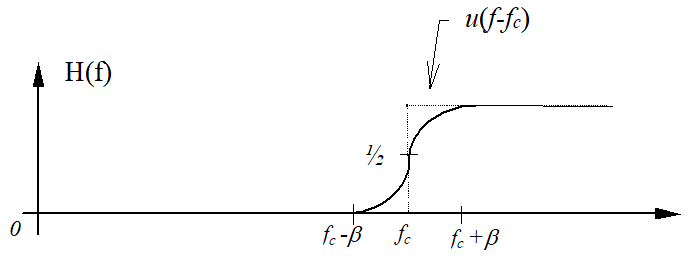 u(f-fc)
H(f)
½
0
fc-β
fc
fc+β